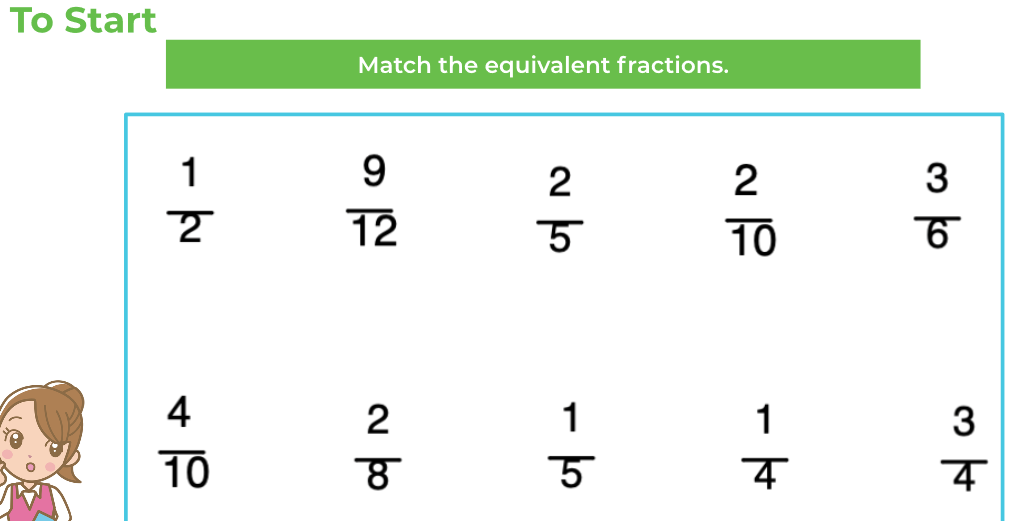 To Start
Match the equivalent fractions.
1/2 9/12 2/5 2/10 3/6
4/10 2/8 1/5 1/4 3/4